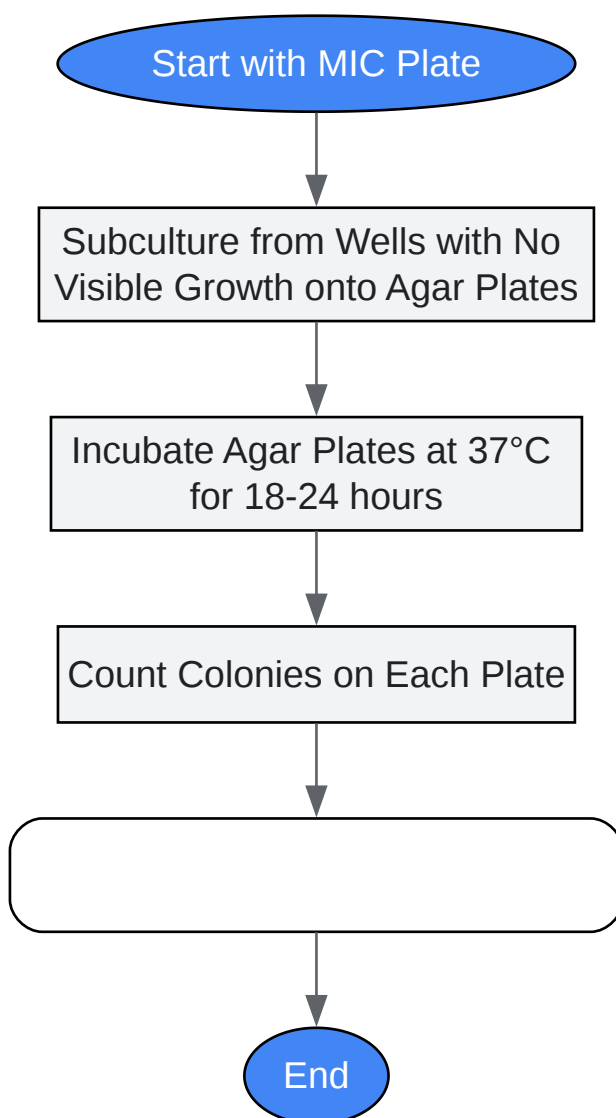 Start with MIC Plate
Subculture from Wells with No
Visible Growth onto Agar Plates
Incubate Agar Plates at 37°C
for 18-24 hours
Count Colonies on Each Plate
End